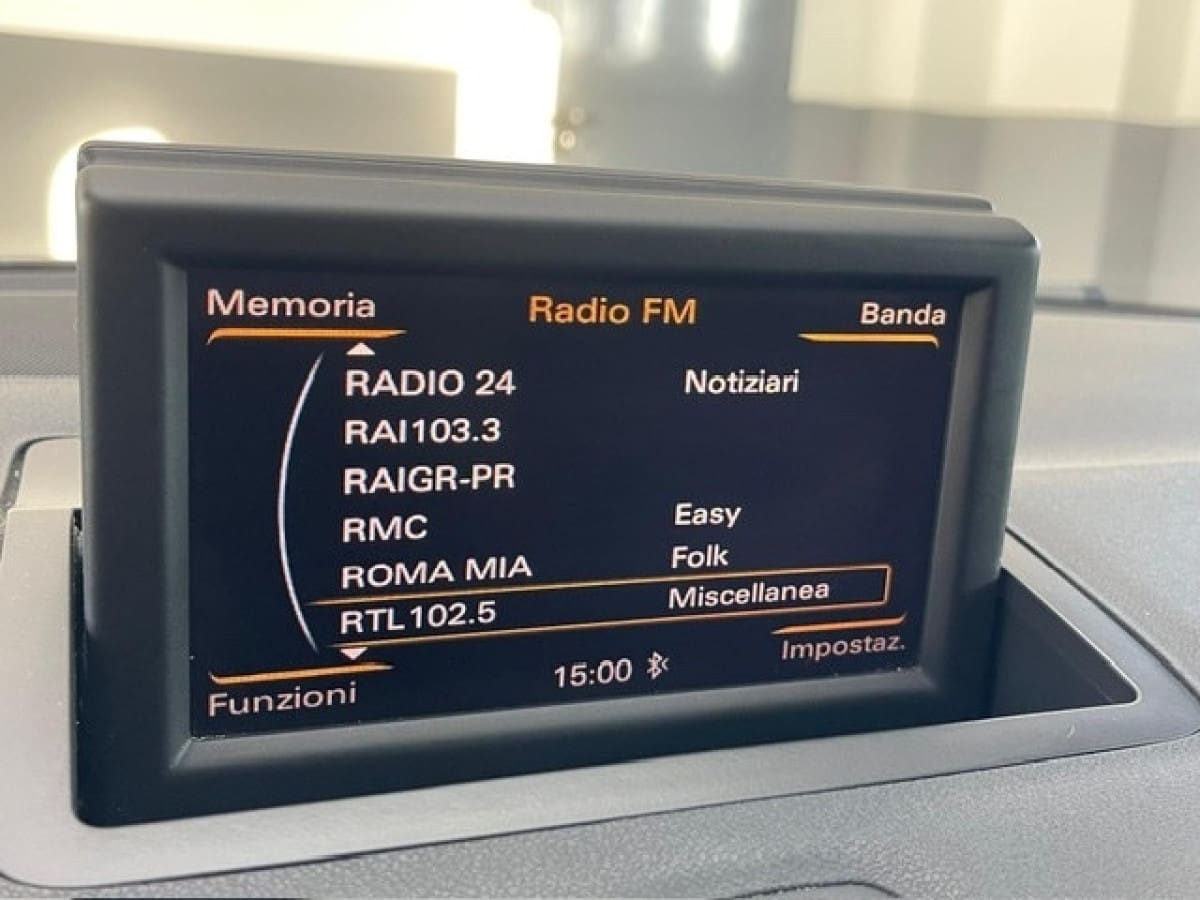 Memoria Radio FM Banda
RADIO 24 Notiziari
RAI103.3
RAIGR-PR
RMC Easy
ROMA MIA Folk
RTL102.5 Miscellanea
Funzioni 15:00 Impostaz.